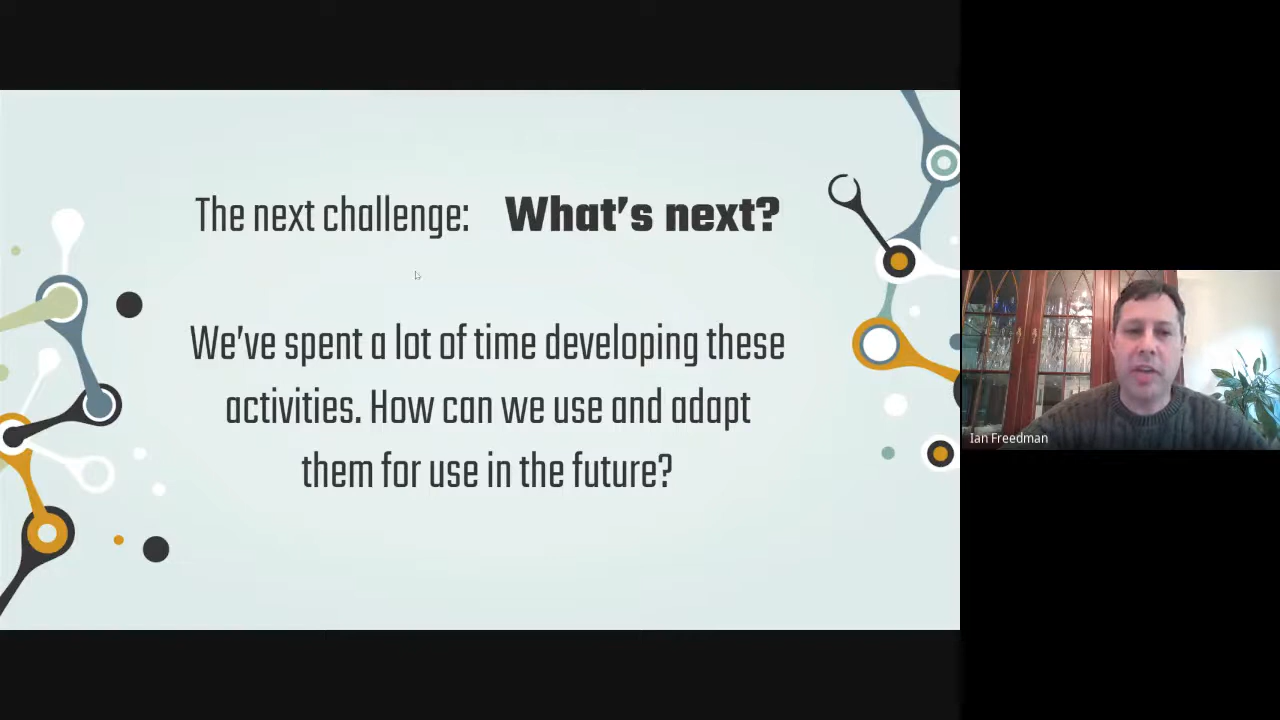 The next challenge: What's next?
We've spent a lot of time developing these
activities. How can we use and adapt
them for use in the future?
Ian Freedman